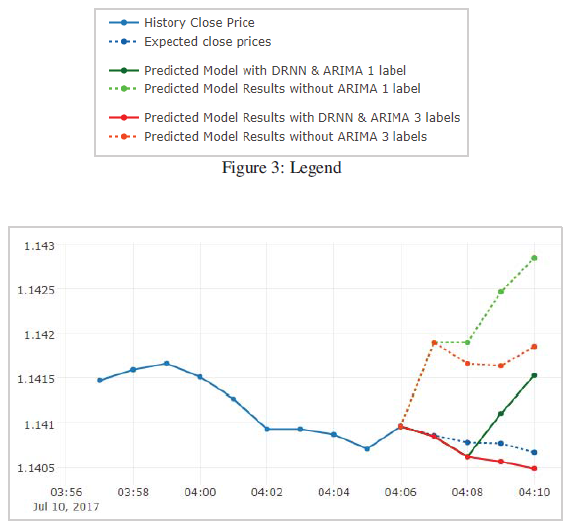 History Close Price
Expected close prices
Predicted Model with DRNN & ARIMA 1 label
Predicted Model Results without ARIMA 1 label
Predicted Model Results with DRNN & ARIMA 3 labels
Predicted Model Results without ARIMA 3 labels
Figure 3: Legend
1.143
1.1425
1.142
1.1415
1.141
1.1405
03:56 03:58 04:00 04:02 04:04 04:06 04:08 04:10
Jul 10, 2017